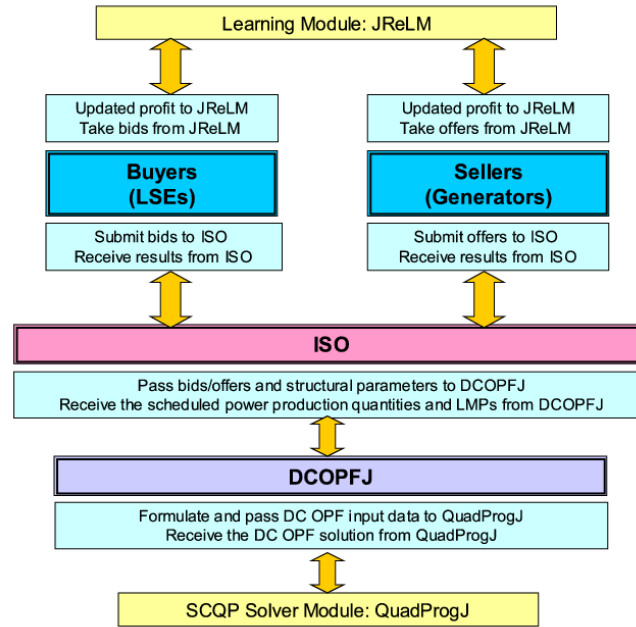 Learning Module: JReLM
Updated profit to JReLM
Take bids from JReLM
Updated profit to JReLM
Take offers from JReLM
Buyers
(LSEs)
Sellers
(Generators)
Submit bids to ISO
Receive results from ISO
Submit offers to ISO
Receive results from ISO
ISO
Pass bids/offers and structural parameters to DCOPFJ
Receive the scheduled power production quantities and LMPs from DCOPFJ
DCOPFJ
Formulate and pass DC OPF input data to QuadProgJ
Receive the DC OPF solution from QuadProgJ
SCQP Solver Module: QuadProgJ